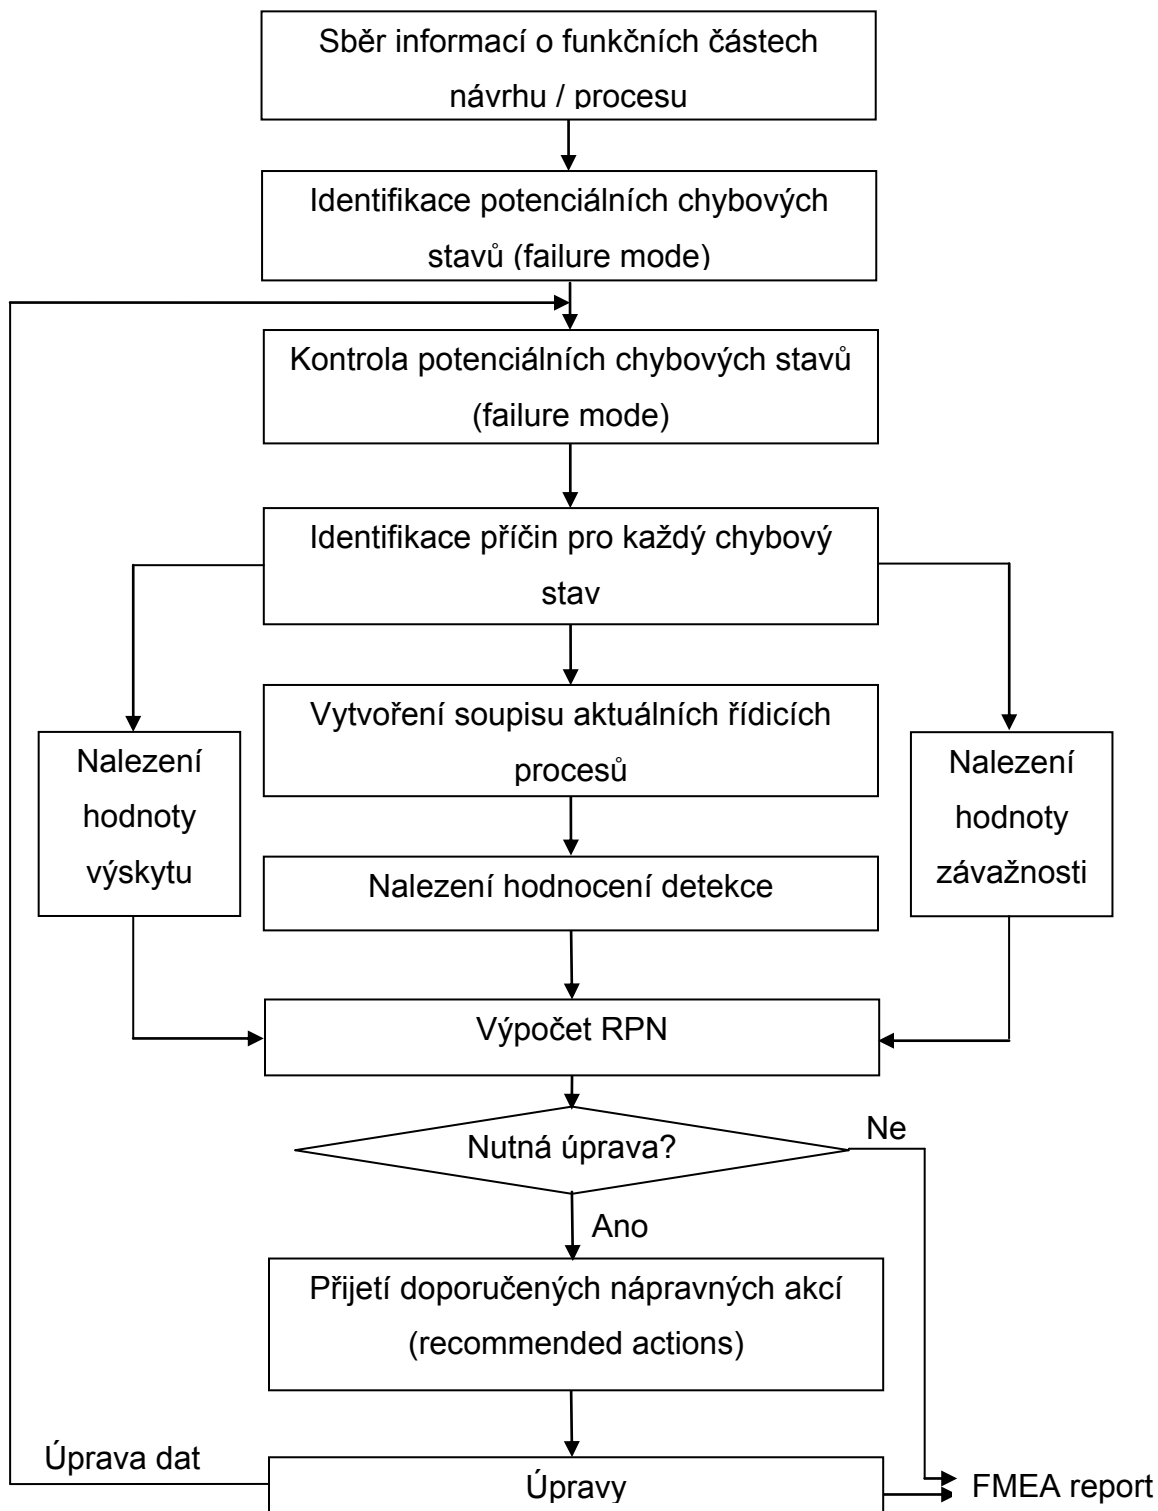 Sběr informací o funkčních částech
návrhu / procesu
Identifikace potenciálních chybových
stavů (failure mode)
Kontrola potenciálních chybových stavů
(failure mode)
Identifikace příčin pro každý chybový
stav
Vytvoření soupisu aktuálních řídicích
procesů
Nalezení
hodnoty
výskytu
Nalezení
hodnoty
závažnosti
Nalezení hodnocení detekce
Výpočet RPN
Nutná úprava?
Ne
Ano
Přijetí doporučených nápravných akcí
(recommended actions)
Úprava dat
Úpravy
FMEA report